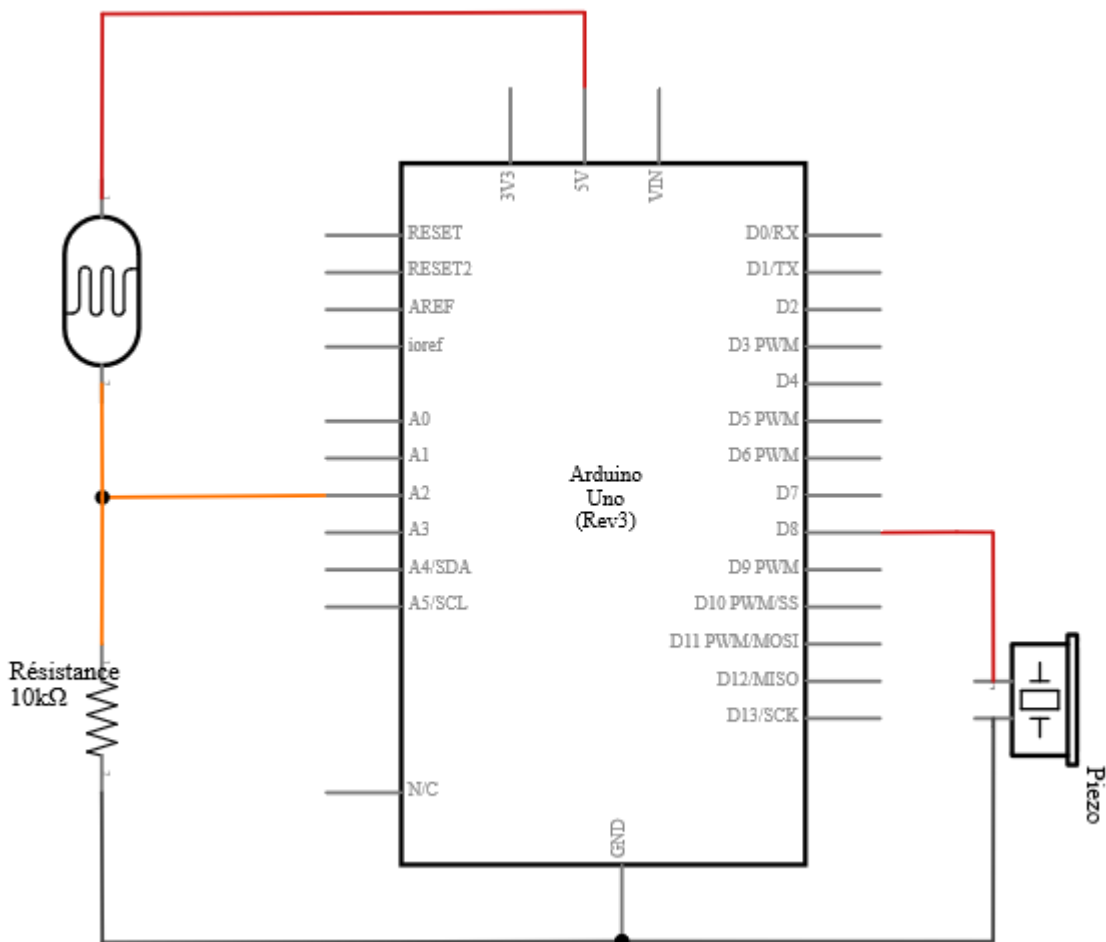 3V3
5V
VIN
RESET
RESET2
AREF
ioref
A0
A1
A2
A3
A4/SDA
A5/SCL
N/C
Arduino
Uno
(Rev3)
D0/RX
D1/TX
D2
D3 PWM
D4
D5 PWM
D6 PWM
D7
D8
D9 PWM
D10 PWM/SS
D11 PWM/MOSI
D12/MISO
D13/SCK
GND
Résistance
10kΩ
Piezo